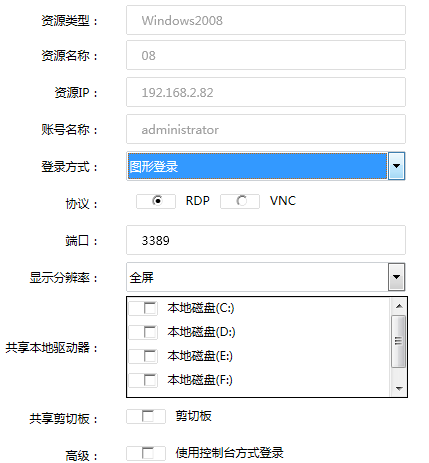 资源类型： Windows2008
资源名称： 08
资源IP： 192.168.2.82
账号名称： administrator
登录方式： 图形登录
协议： RDP VNC
端口： 3389
显示分辨率： 全屏
本地磁盘(C:)
本地磁盘(D:)
共享本地驱动器：
本地磁盘(E:)
本地磁盘(F:)
共享剪切板： 剪切板
高级： 使用控制台方式登录